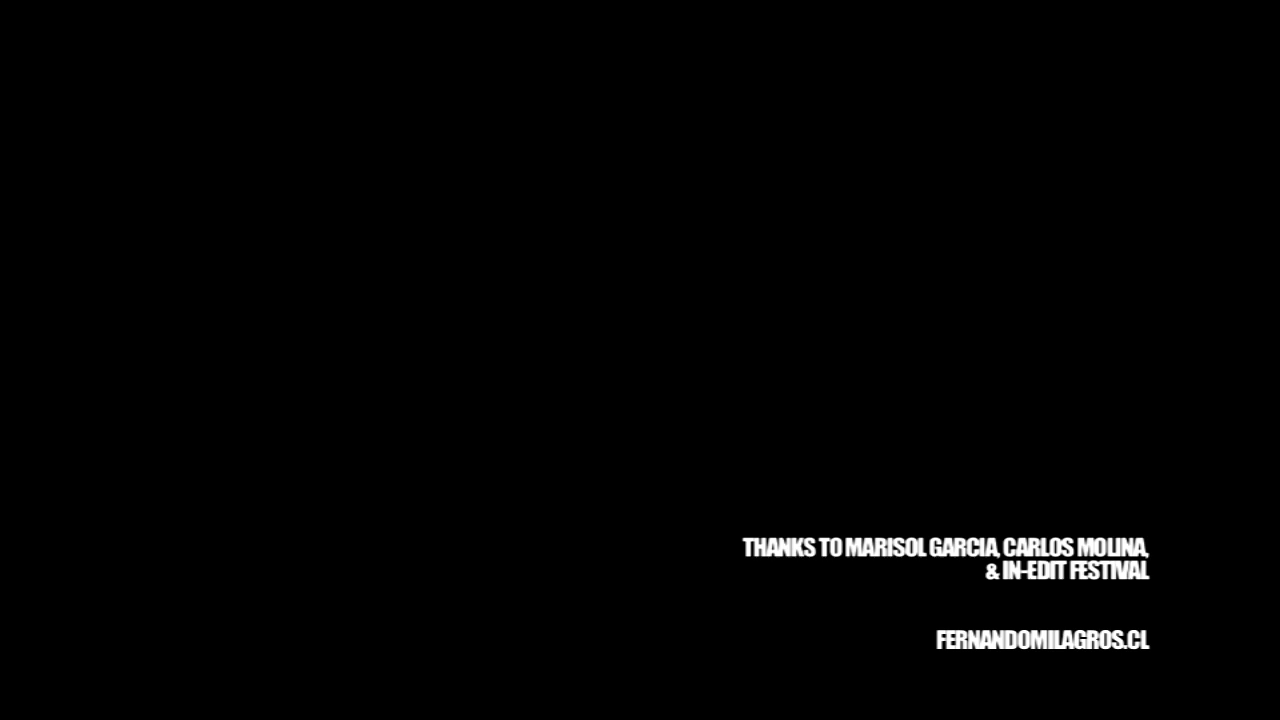 THANKS TO MARISOL GARCIA, CARLOS MOLINA,
& IN-EDIT FESTIVAL
FERNANDOMILAGROS.CL